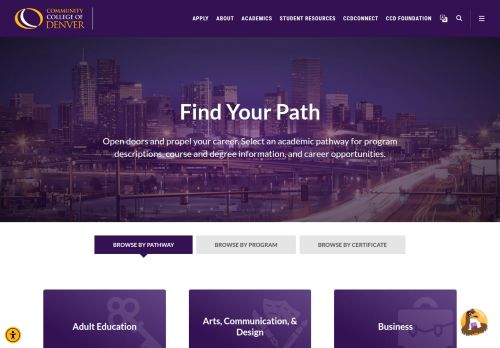 COMMUNITY
COLLEGE OF
DENVER
APPLY ABOUT ACADEMICS STUDENT RESOURCES CCDCONNECT CCD FOUNDATION
Find Your Path
Open doors and propel your career. Select an academic pathway for program
descriptions, course and degree information, and career opportunities.
BROWSE BY PATHWAY BROWSE BY PROGRAM BROWSE BY CERTIFICATE
Adult Education
Arts, Communication, &
Design
Business